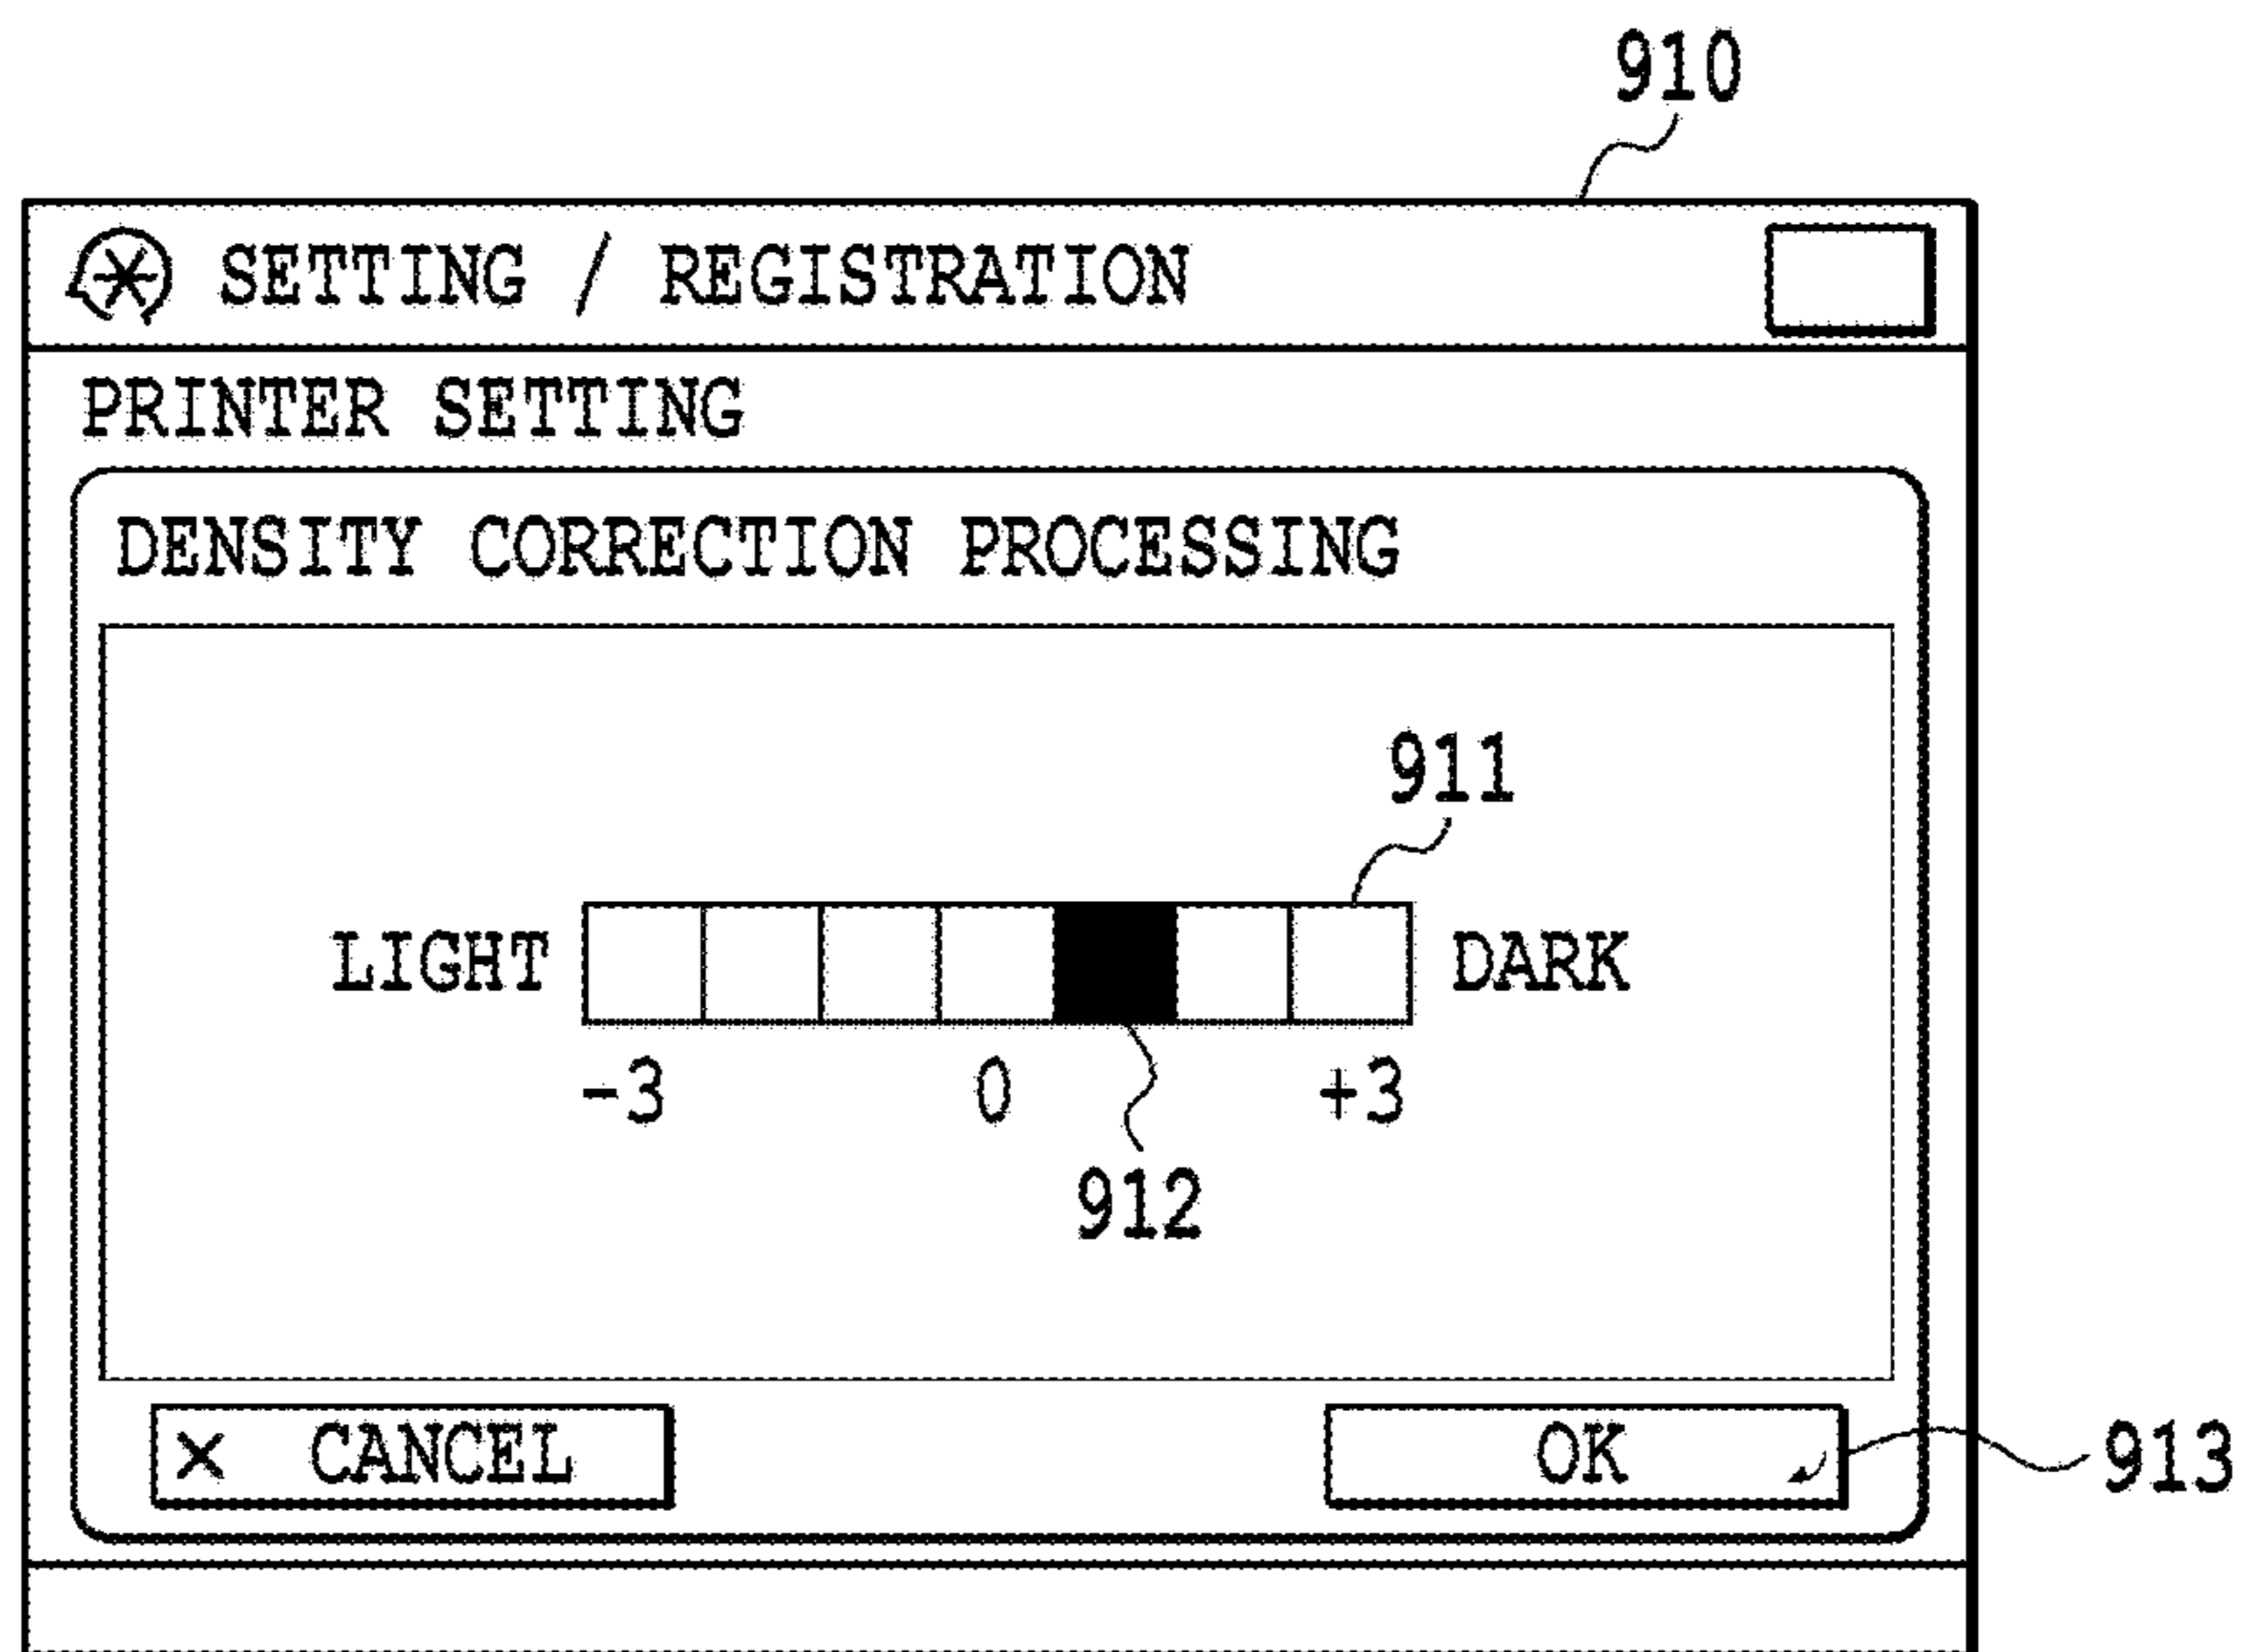 910
SETTING / REGISTRATION
PRINTER SETTING
DENSITY CORRECTION PROCESSING
911
LIGHT DARK
-3 0 +3
912
× CANCEL OK 913